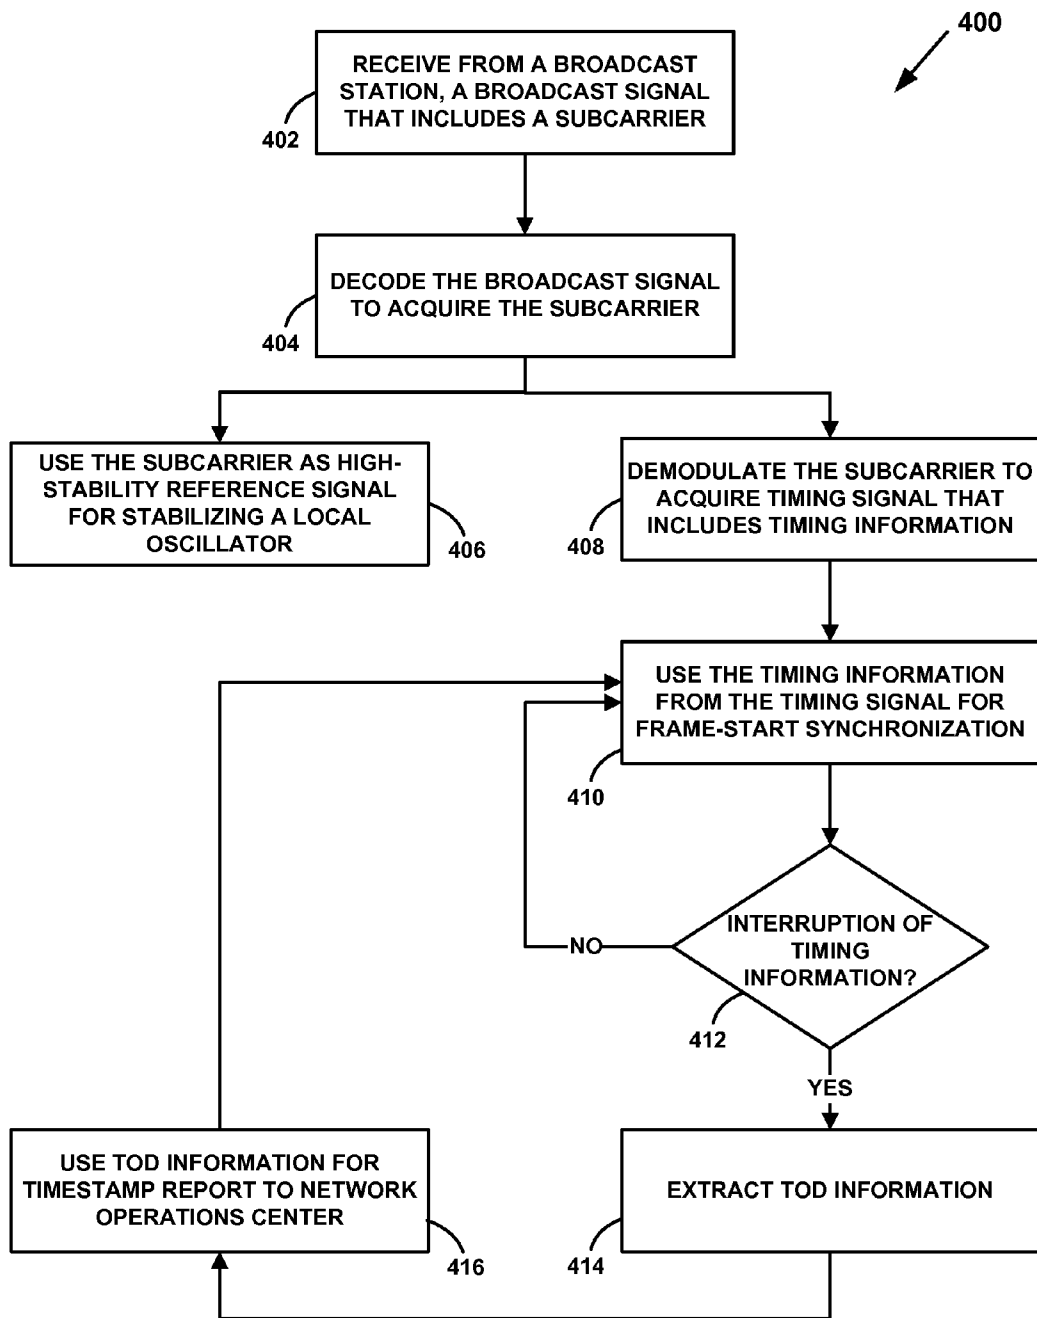 400
RECEIVE FROM A BROADCAST
STATION, A BROADCAST SIGNAL
THAT INCLUDES A SUBCARRIER
402
DECODE THE BROADCAST SIGNAL
TO ACQUIRE THE SUBCARRIER
404
USE THE SUBCARRIER AS HIGH-
STABILITY REFERENCE SIGNAL
FOR STABILIZING A LOCAL
OSCILLATOR
406
DEMODULATE THE SUBCARRIER TO
ACQUIRE TIMING SIGNAL THAT
INCLUDES TIMING INFORMATION
408
USE THE TIMING INFORMATION
FROM THE TIMING SIGNAL FOR
FRAME-START SYNCHRONIZATION
410
INTERRUPTION OF
TIMING
INFORMATION?
NO
412
YES
EXTRACT TOD INFORMATION
414
USE TOD INFORMATION FOR
TIMESTAMP REPORT TO NETWORK
OPERATIONS CENTER
416